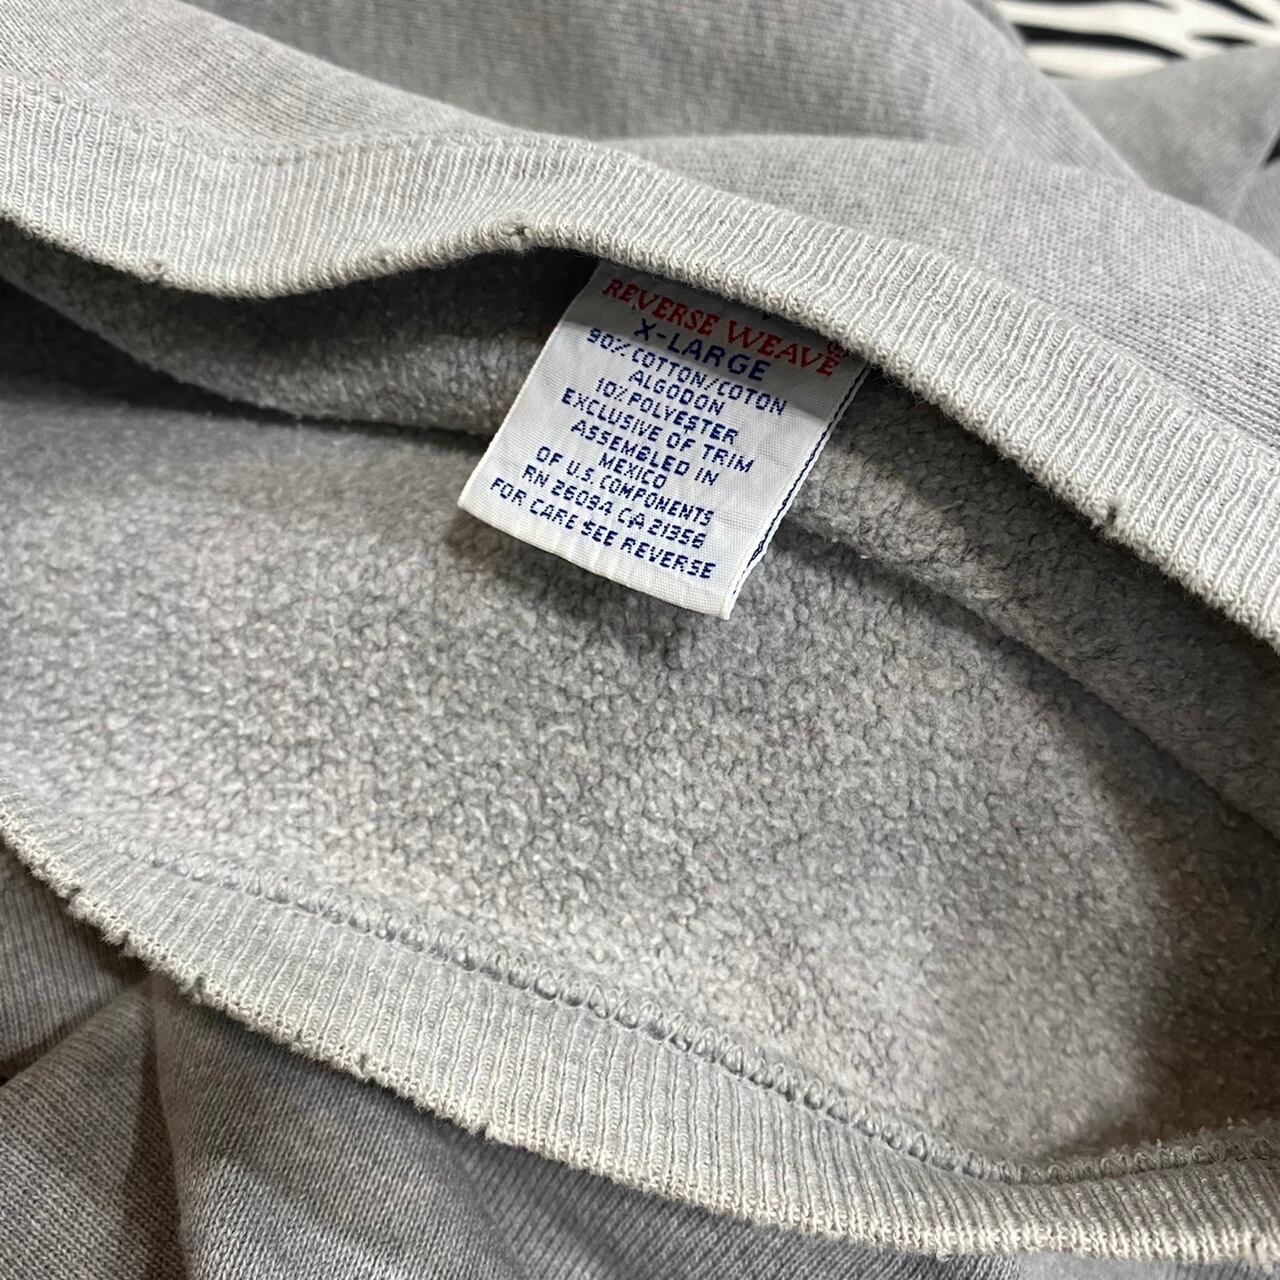 REVERSE WEAVE
X-LARGE
90% COTTON/COTON
ALGODON
10% POLYESTER
EXCLUSIVE OF TRIM
ASSEMBLED IN
MEXICO
OF U.S. COMPONENTS
RN 26094 CA 21356
FOR CARE SEE REVERSE